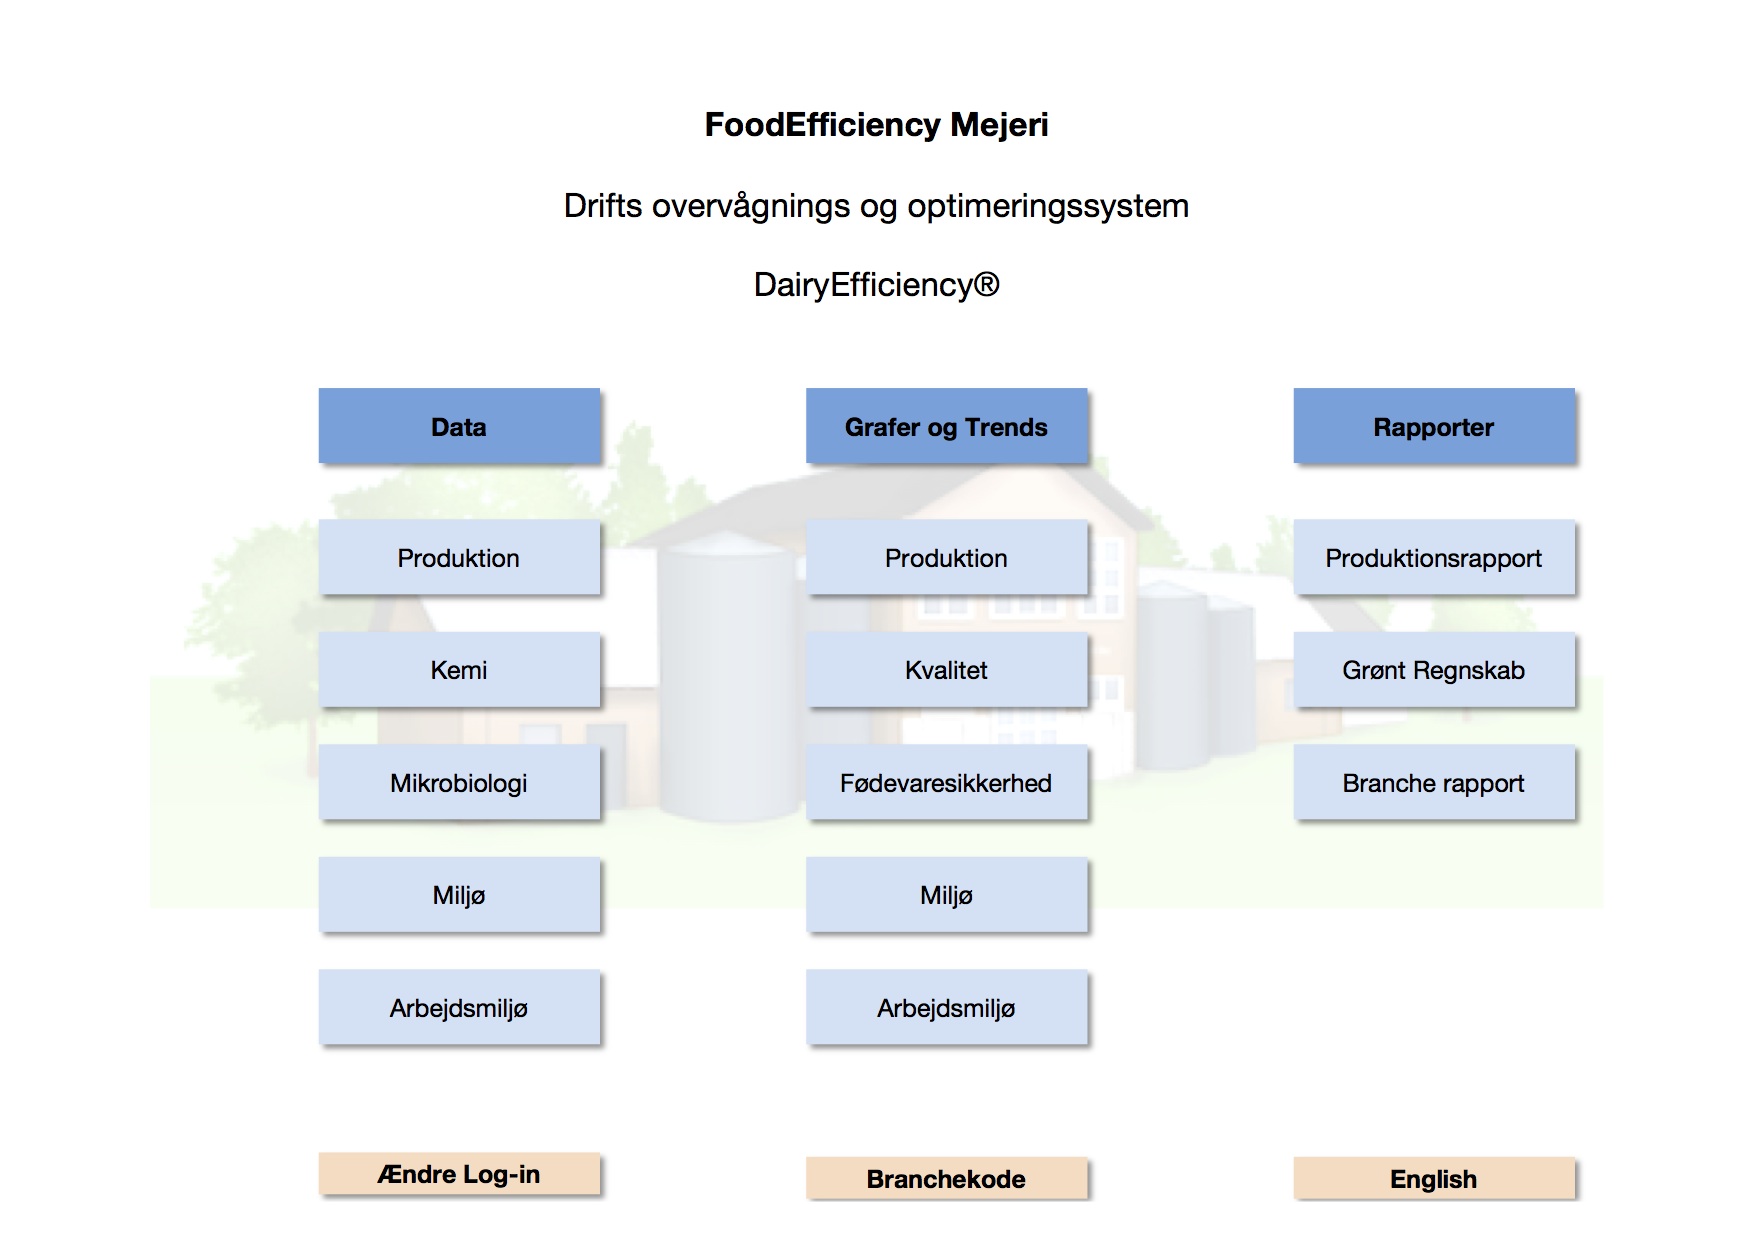 FoodEfficiency Mejeri
Drifts overvågnings og optimeringssystem
DairyEfficiency®
Data
Grafer og Trends
Rapporter
Produktion
Produktion
Produktionsrapport
Kemi
Kvalitet
Grønt Regnskab
Mikrobiologi
Fødevaresikkerhed
Branche rapport
Miljø
Miljø
Arbejdsmiljø
Arbejdsmiljø
Ændre Log-in
Branchekode
English